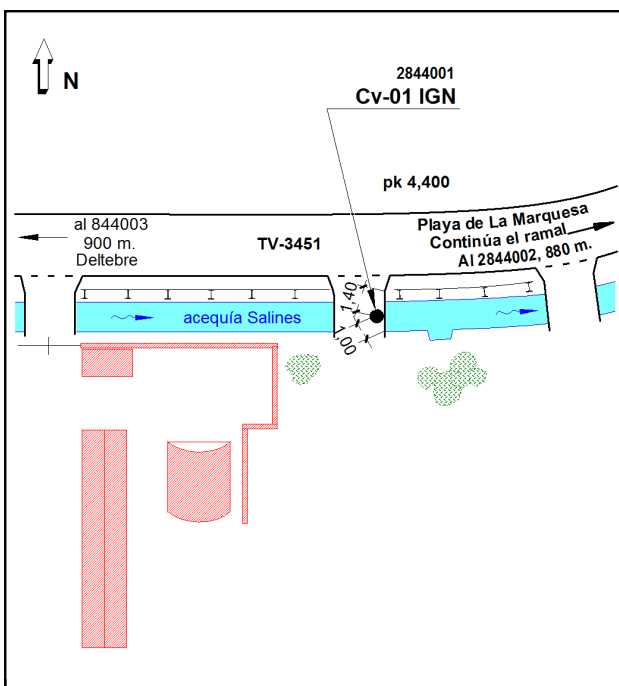 N
2844001
Cv-01 IGN
pk 4,400
al 844003
900 m.
Deltebre
TV-3451
Playa de La Marquesa
Continúa el ramal
Al 2844002, 880 m.
1,40
acequía Salines
1,00